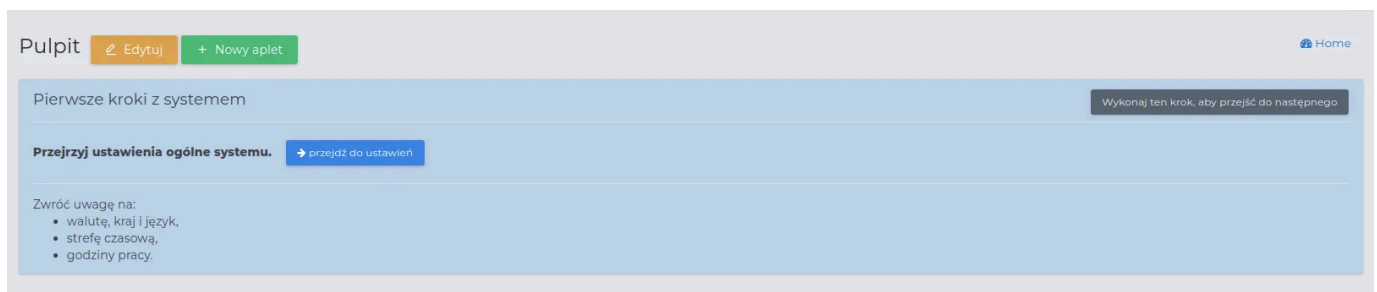 Pulpit Edytuj + Nowy aplet Home
Pierwsze kroki z systemem Wykonaj ten krok, aby przejść do następnego
Przejrzyj ustawienia ogólne systemu. przejdź do ustawień
Zwróć uwagę na:
• walutę, kraj i język,
• strefę czasową,
• godziny pracy.